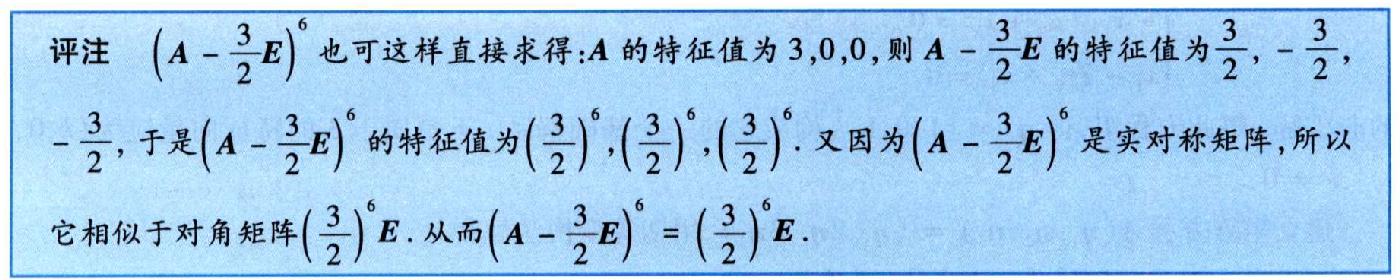 评注 $\left(A-\frac{3}{2}E\right)^6$ 也可这样直接求得:$A$ 的特征值为 3,0,0,则 $A-\frac{3}{2}E$ 的特征值为 $\frac{3}{2}$, $-\frac{3}{2}$,
$-\frac{3}{2}$,于是 $\left(A-\frac{3}{2}E\right)^6$ 的特征值为 $\left(\frac{3}{2}\right)^6,\left(\frac{3}{2}\right)^6,\left(\frac{3}{2}\right)^6$.又因为 $\left(A-\frac{3}{2}E\right)^6$ 是实对称矩阵,所以
它相似于对角矩阵 $\left(\frac{3}{2}\right)^6E$.从而 $\left(A-\frac{3}{2}E\right)^6=\left(\frac{3}{2}\right)^6E$.